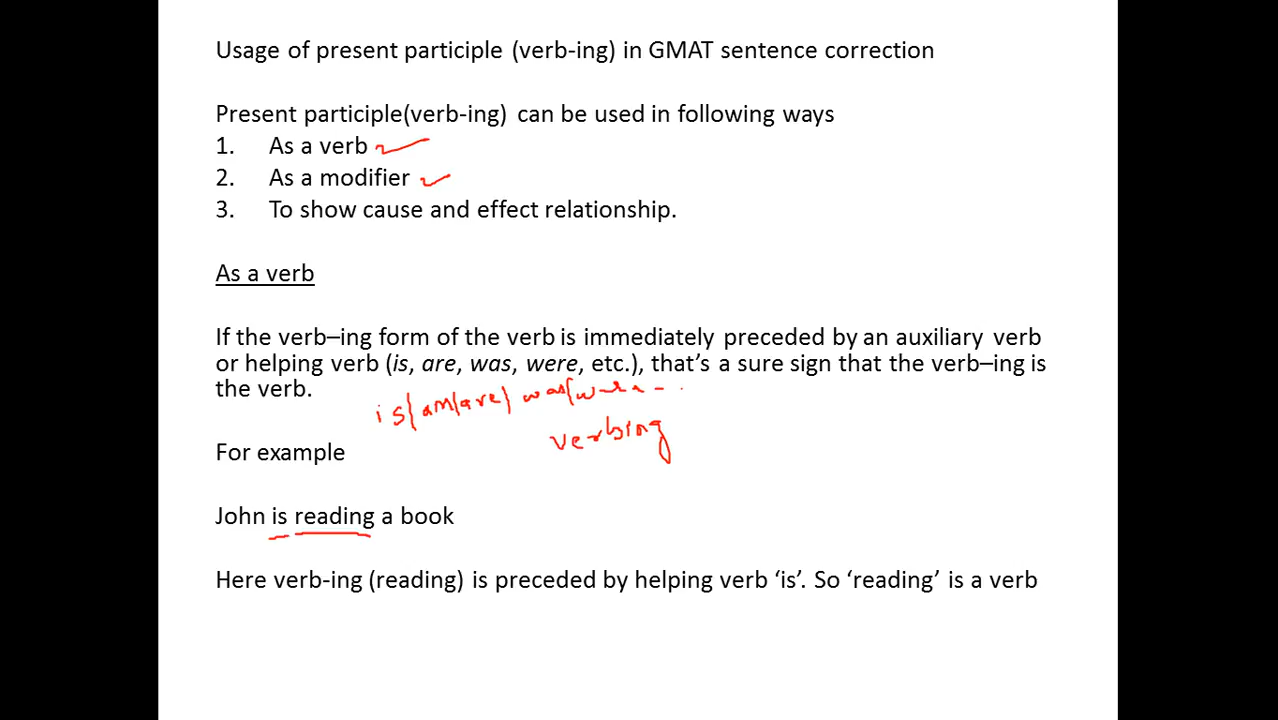 Usage of present participle (verb-ing) in GMAT sentence correction
Present participle(verb-ing) can be used in following ways
1. As a verb
2. As a modifier
3. To show cause and effect relationship.
As a verb
If the verb–ing form of the verb is immediately preceded by an auxiliary verb
or helping verb (is, are, was, were, etc.), that’s a sure sign that the verb–ing is
the verb.
is/am/are/ was/were - .
verbing
For example
John is reading a book
Here verb-ing (reading) is preceded by helping verb ‘is’. So ‘reading’ is a verb